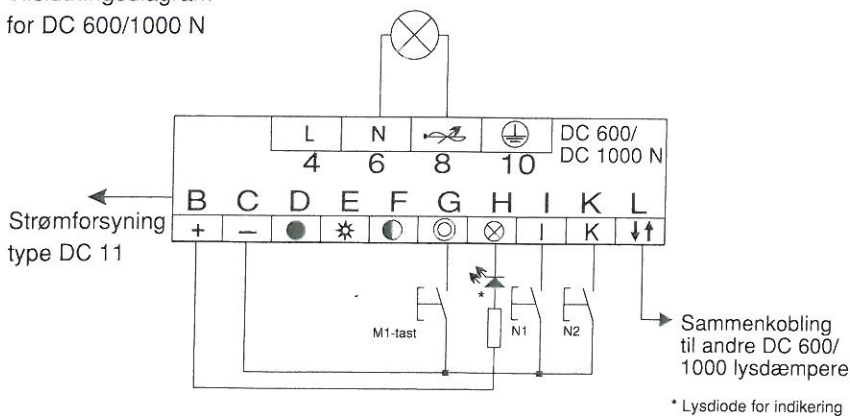 for DC 600/1000 N
L N DC 600/
4 6 8 10 DC 1000 N
B C D E F G H I K L
+ – I K
Strømforsyning
type DC 11
M1-tast * N1 N2
Sammenkobling
til andre DC 600/
1000 lysdæmpere
* Lysdiode for indikering